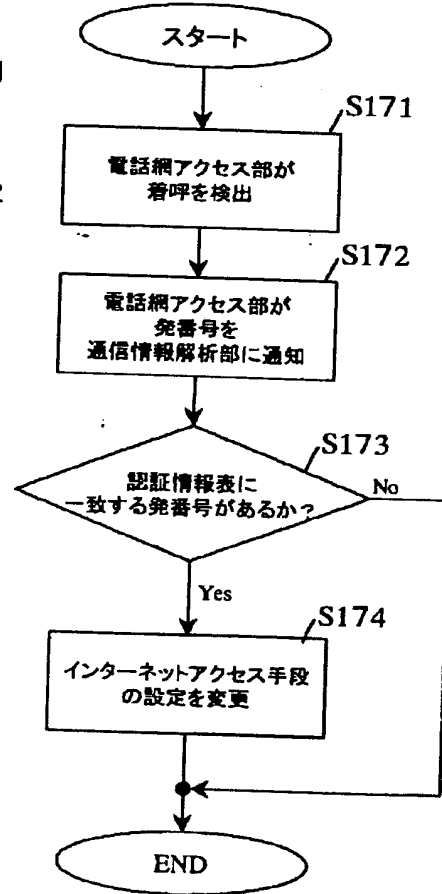 スタート
S171
電話網アクセス部が
着呼を検出
S172
電話網アクセス部が
発番号を
通信情報解析部に通知
S173
認証情報表に
一致する発番号があるか？
No
Yes
S174
インターネットアクセス手段
の設定を変更
END